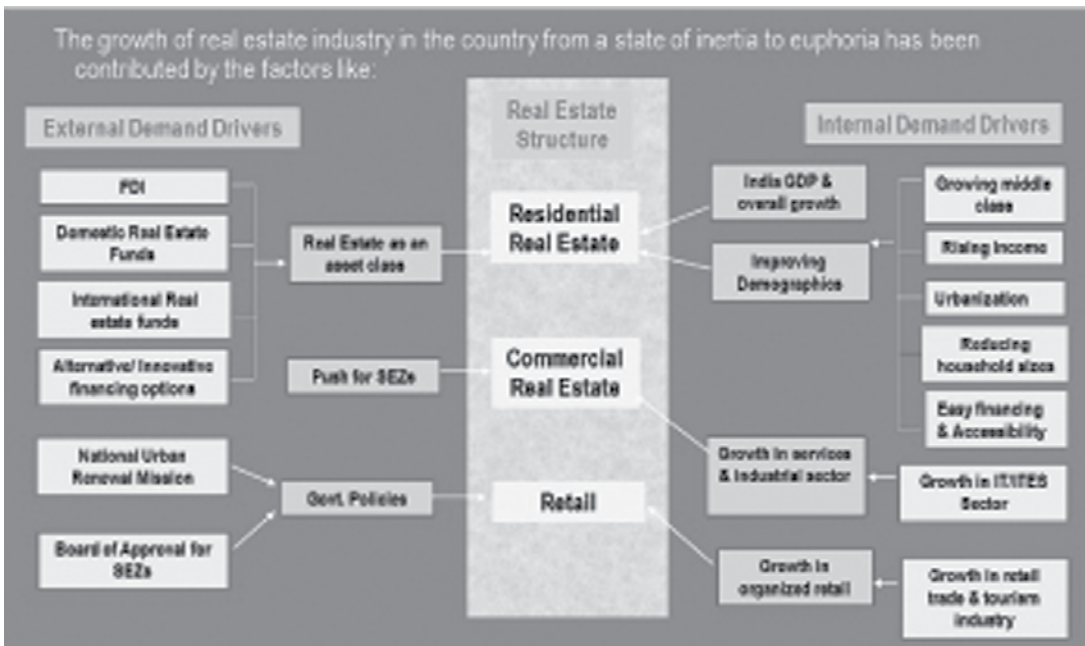 The growth of real estate industry in the country from a state of inertia to euphoria has been
contributed by the factors like:
External Demand Drivers
FDI
Domestic Real Estate
Funds
International Real
estate funds
Alternative/ Innovative
financing options
National Urban
Renewal Mission
Board of Approval for
SEZs
Real Estate as an
asset class
Push for SEZs
Govt. Policies
Real Estate
Structure
Residential
Real Estate
Commercial
Real Estate
Retail
Internal Demand Drivers
India GDP &
overall growth
Improving
Demographics
Growth in services
& Industrial sector
Growth in
organized retail
Growing middle
class
Rising Income
Urbanization
Reducing
household sizes
Easy financing
& Accessibility
Growth in IT/ITES
Sector
Growth in retail
trade & tourism
industry